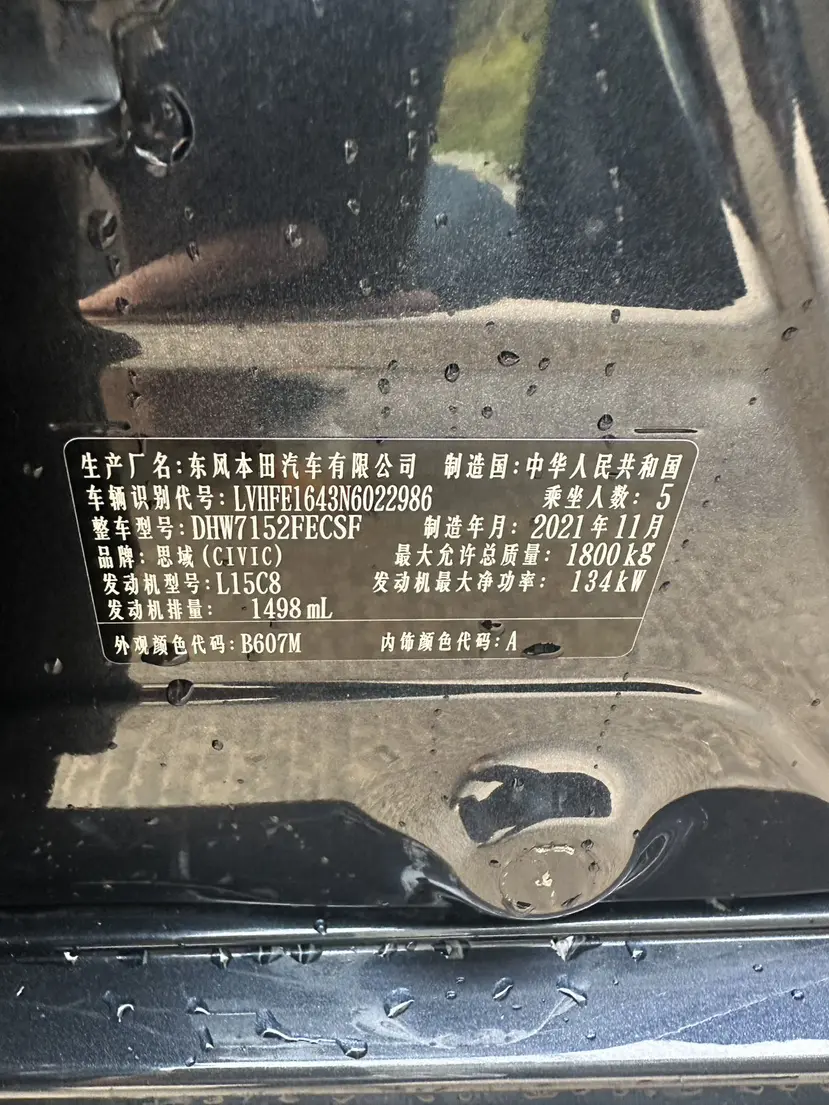 生产厂名:东风本田汽车有限公司 制造国:中华人民共和国
车辆识别代号:LVHFE1643N6022986 乘坐人数:5
整车型号:DHW7152FECSF 制造年月:2021年11月
品牌:思域(CIVIC) 最大允许总质量:1800kg
发动机型号:L15C8 发动机最大净功率:134kW
发动机排量:1498mL
外观颜色代码:B607M 内饰颜色代码:A